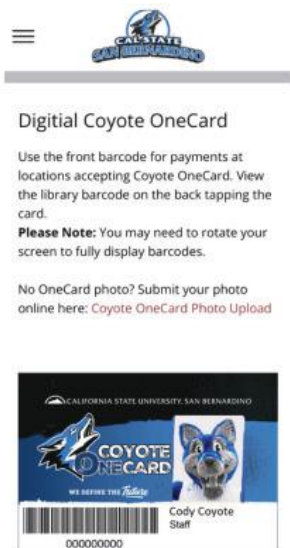 CAL STATE
SAN BERNARDINO
Digitial Coyote OneCard
Use the front barcode for payments at
locations accepting Coyote OneCard. View
the library barcode on the back tapping the
card.
Please Note: You may need to rotate your
screen to fully display barcodes.
No OneCard photo? Submit your photo
online here: Coyote OneCard Photo Upload
CALIFORNIA STATE UNIVERSITY, SAN BERNARDINO
COYOTE
ONECARD
WE DEFINE THE Future
Cody Coyote
Staff
000000000